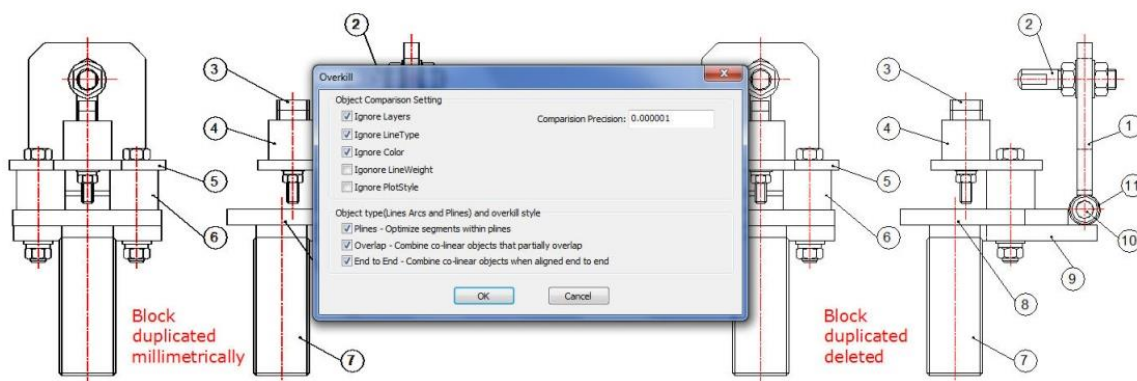 2
3
4
5
6
7
Block
duplicated
millimetrically
Overkill
x
Object Comparison Setting
Ignore Layers
Comparision Precision: 0.000001
Ignore LineType
Ignore Color
Igonore LineWeight
Ignore PlotStyle
Object type(Lines Arcs and Plines) and overkill style
Plines - Optimize segments within plines
Overlap - Combine co-linear objects that partially overlap
End to End - Combine co-linear objects when aligned end to end
OK
Cancel
2
3
4
1
5
11
6
10
9
8
Block
duplicated
deleted
7